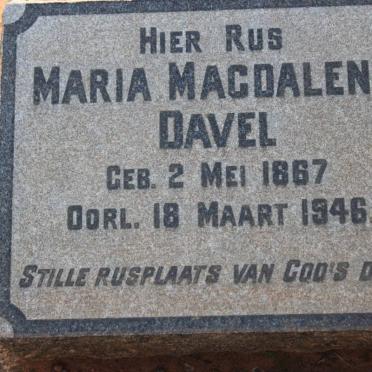 HIER RUS
MARIA MAGDALEN
DAVEL
GEB. 2 MEI 1867
OORL. 18 MAART 1946.
STILLE RUSPLAATS VAN GOD'S D